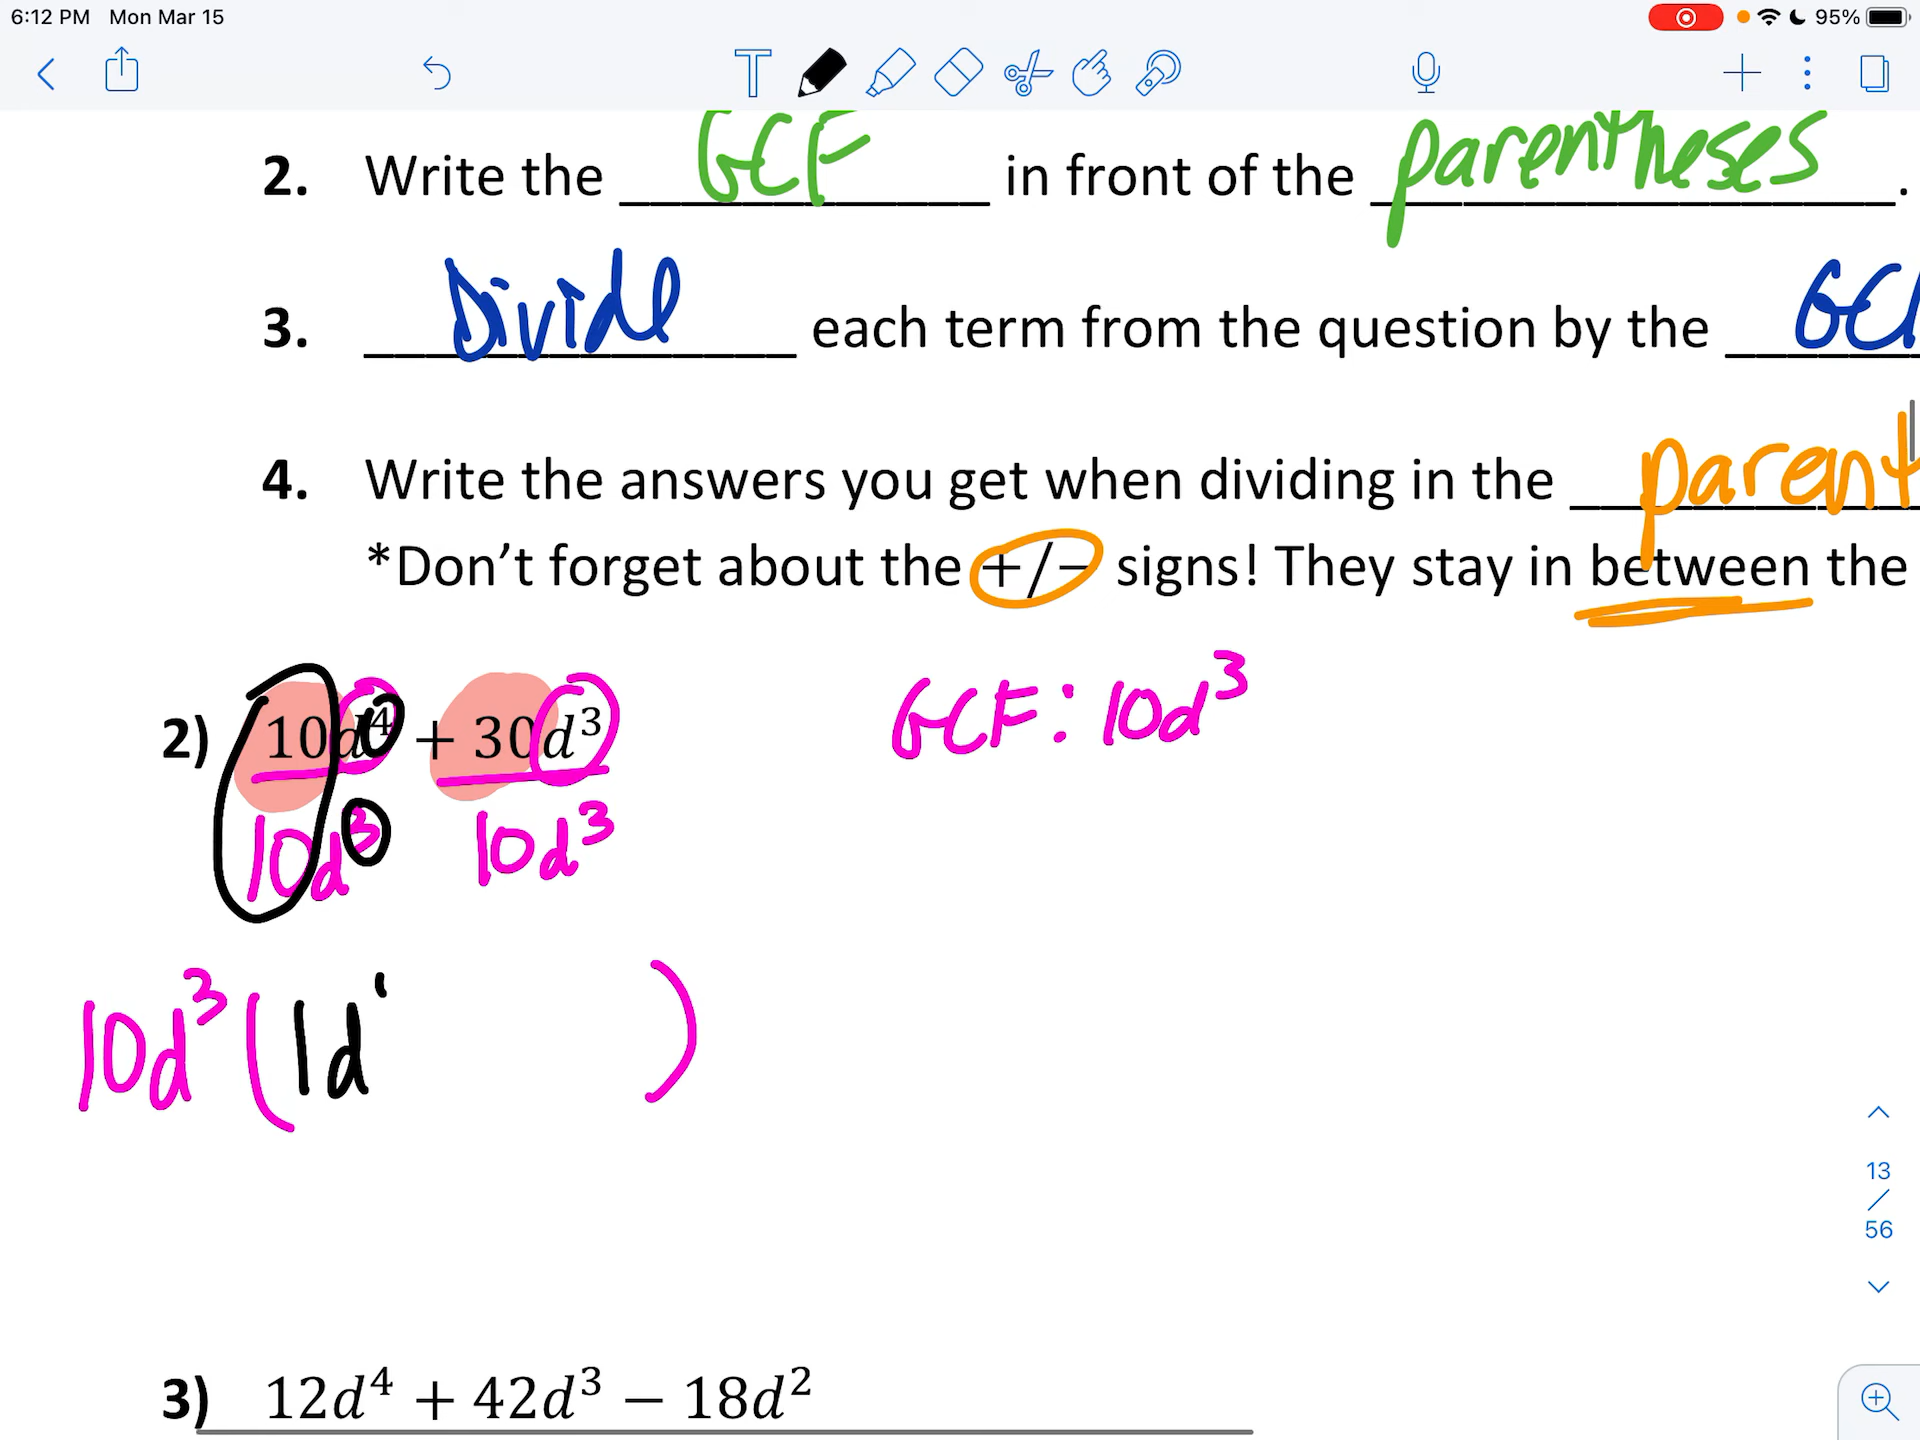 6:12 PM Mon Mar 15 95%
T
2. Write the GCF in front of the parentheses.
3. Divide each term from the question by the GCF
4. Write the answers you get when dividing in the parent
*Don't forget about the +/- signs! They stay in between the
2) 10d⁴ + 30d³ GCF: 10d³
10d³ 10d³
10d³ (1d¹ )
13
/
56
3) 12d⁴ + 42d³ − 18d²